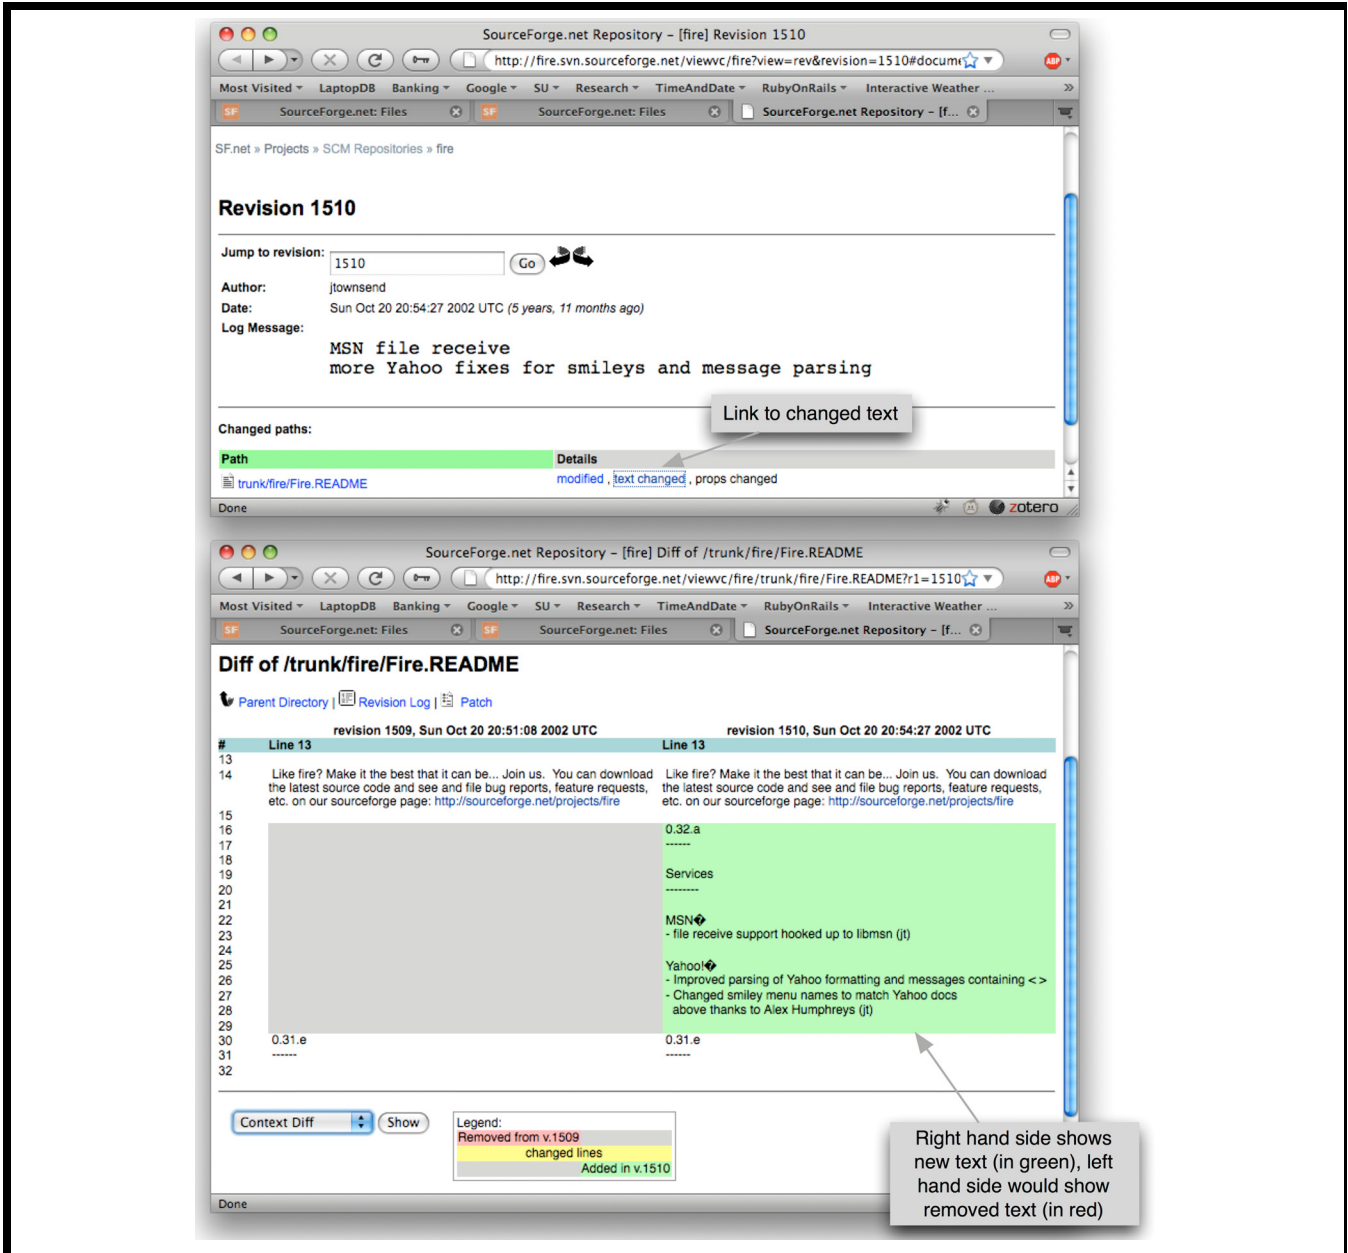 SourceForge.net Repository – [fire] Revision 1510
http://fire.svn.sourceforge.net/viewvc/fire?view=rev&revision=1510#docume
ABP
Most Visited LaptopDB Banking Google SU Research TimeAndDate RubyOnRails Interactive Weather ... »
SF SourceForge.net: Files SF SourceForge.net: Files SourceForge.net Repository – [f...
SF.net » Projects » SCM Repositories » fire
Revision 1510
Jump to revision: 1510 Go
Author: jtownsend
Date: Sun Oct 20 20:54:27 2002 UTC (5 years, 11 months ago)
Log Message:
MSN file receive
more Yahoo fixes for smileys and message parsing
Link to changed text
Changed paths:
Path Details
trunk/fire/Fire.README modified , text changed , props changed
Done zotero
SourceForge.net Repository – [fire] Diff of /trunk/fire/Fire.README
http://fire.svn.sourceforge.net/viewvc/fire/trunk/fire/Fire.README?r1=1510
ABP
Most Visited LaptopDB Banking Google SU Research TimeAndDate RubyOnRails Interactive Weather ... »
SF SourceForge.net: Files SF SourceForge.net: Files SourceForge.net Repository – [f...
Diff of /trunk/fire/Fire.README
Parent Directory | Revision Log | Patch
revision 1509, Sun Oct 20 20:51:08 2002 UTC revision 1510, Sun Oct 20 20:54:27 2002 UTC
# Line 13 Line 13
13
14 Like fire? Make it the best that it can be... Join us. You can download Like fire? Make it the best that it can be... Join us. You can download
the latest source code and see and file bug reports, feature requests, the latest source code and see and file bug reports, feature requests,
etc. on our sourceforge page: http://sourceforge.net/projects/fire etc. on our sourceforge page: http://sourceforge.net/projects/fire
15
16 0.32.a
17 ------
18
19 Services
20 --------
21
22 MSN�
23 - file receive support hooked up to libmsn (jt)
24
25 Yahoo!�
26 - Improved parsing of Yahoo formatting and messages containing < >
27 - Changed smiley menu names to match Yahoo docs
28 above thanks to Alex Humphreys (jt)
29
30 0.31.e 0.31.e
31 ------ ------
32
Context Diff Show
Legend:
Removed from v.1509
changed lines
Added in v.1510
Right hand side shows
new text (in green), left
hand side would show
removed text (in red)
Done